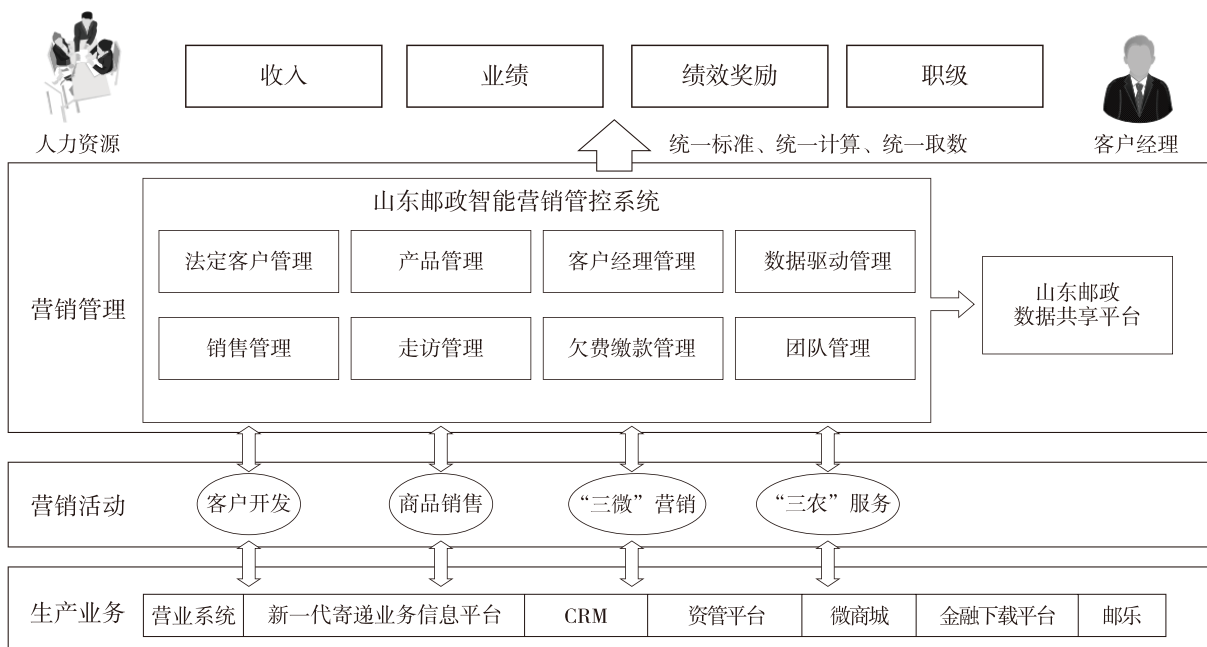 收入
业绩
绩效奖励
职级
人力资源
统一标准、统一计算、统一取数
客户经理
山东邮政智能营销管控系统
法定客户管理
产品管理
客户经理管理
数据驱动管理
营销管理
山东邮政
数据共享平台
销售管理
走访管理
欠费缴款管理
团队管理
营销活动
客户开发
商品销售
“三微”营销
“三农”服务
生产业务
营业系统
新一代寄递业务信息平台
CRM
资管平台
微商城
金融下载平台
邮乐